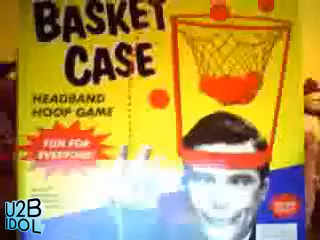 BASKET
CASE
HEADBAND
HOOP GAME
FUN FOR
EVERYONE!
U2B
IDOL